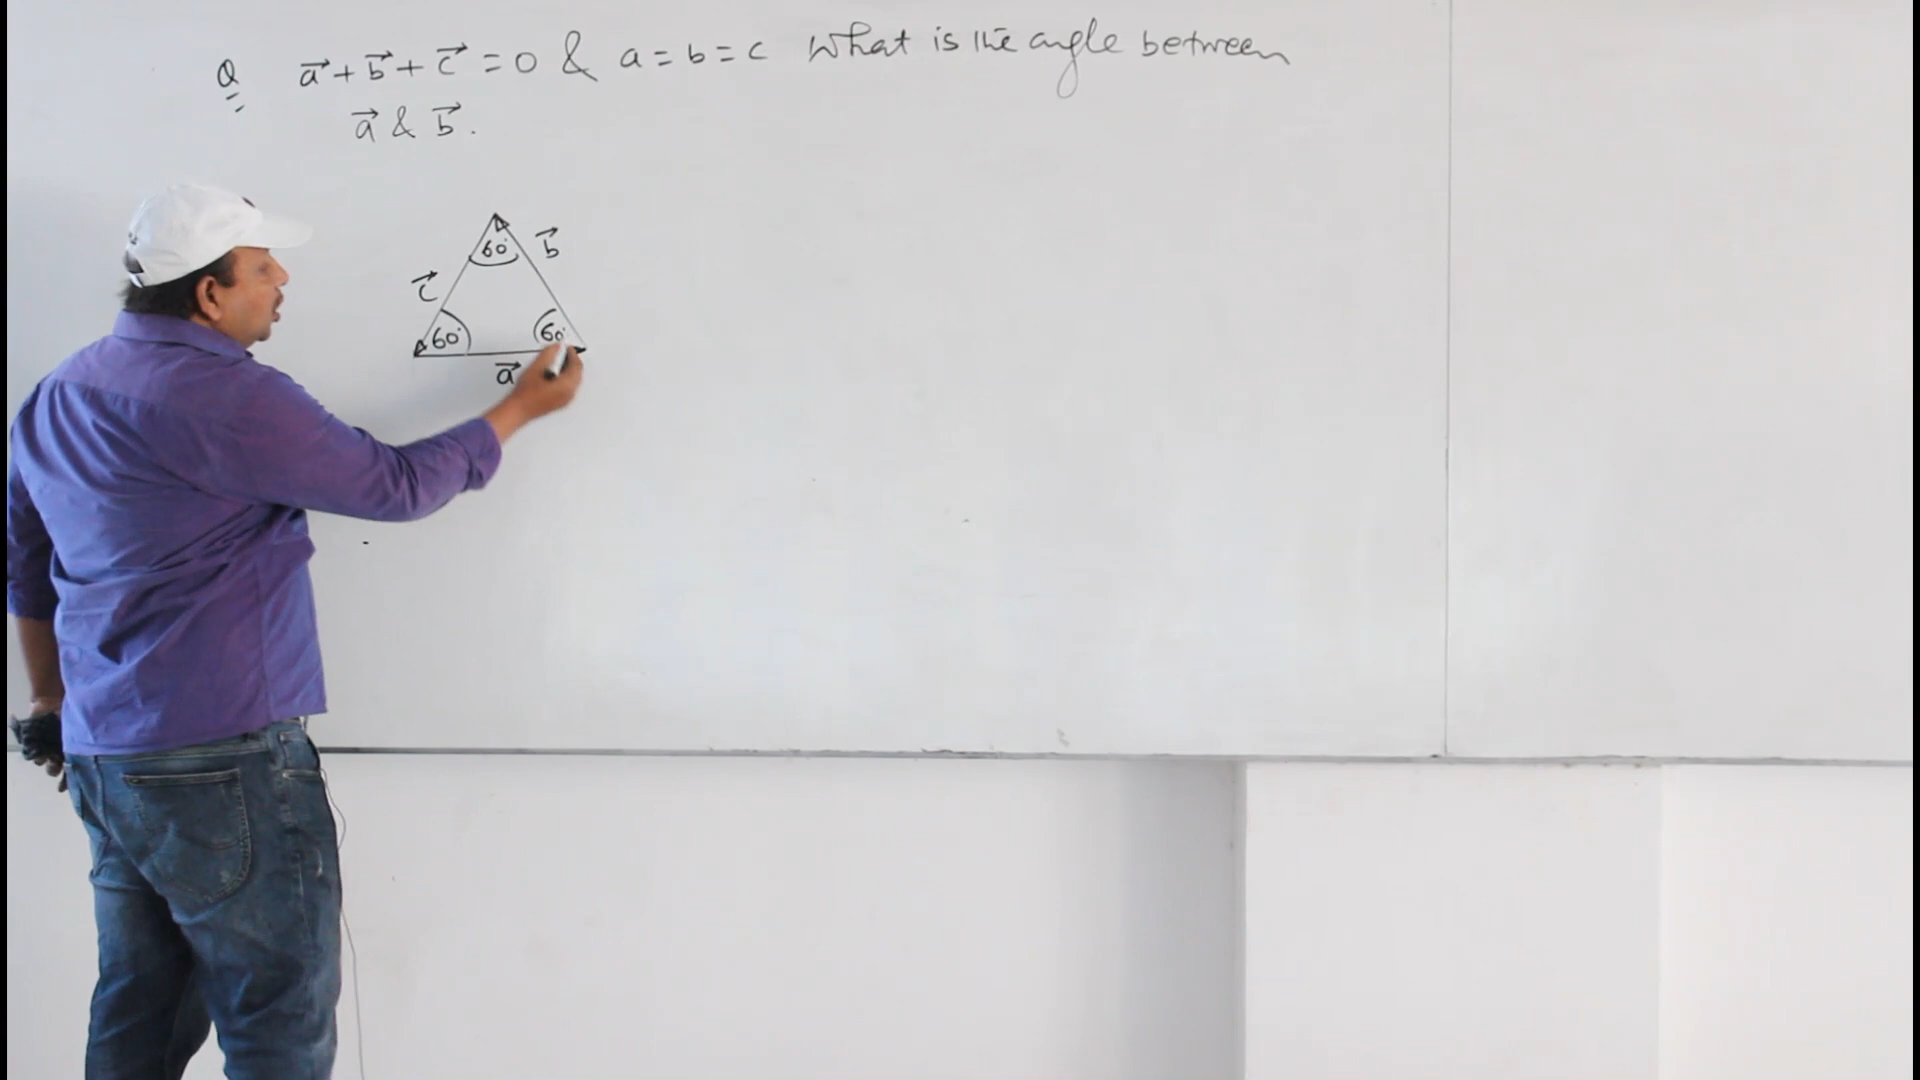 Q a⃗ + b⃗ + c⃗ = 0 & a = b = c What is the angle between
a⃗ & b⃗.
60°
b⃗
c⃗
60°
60°
a⃗